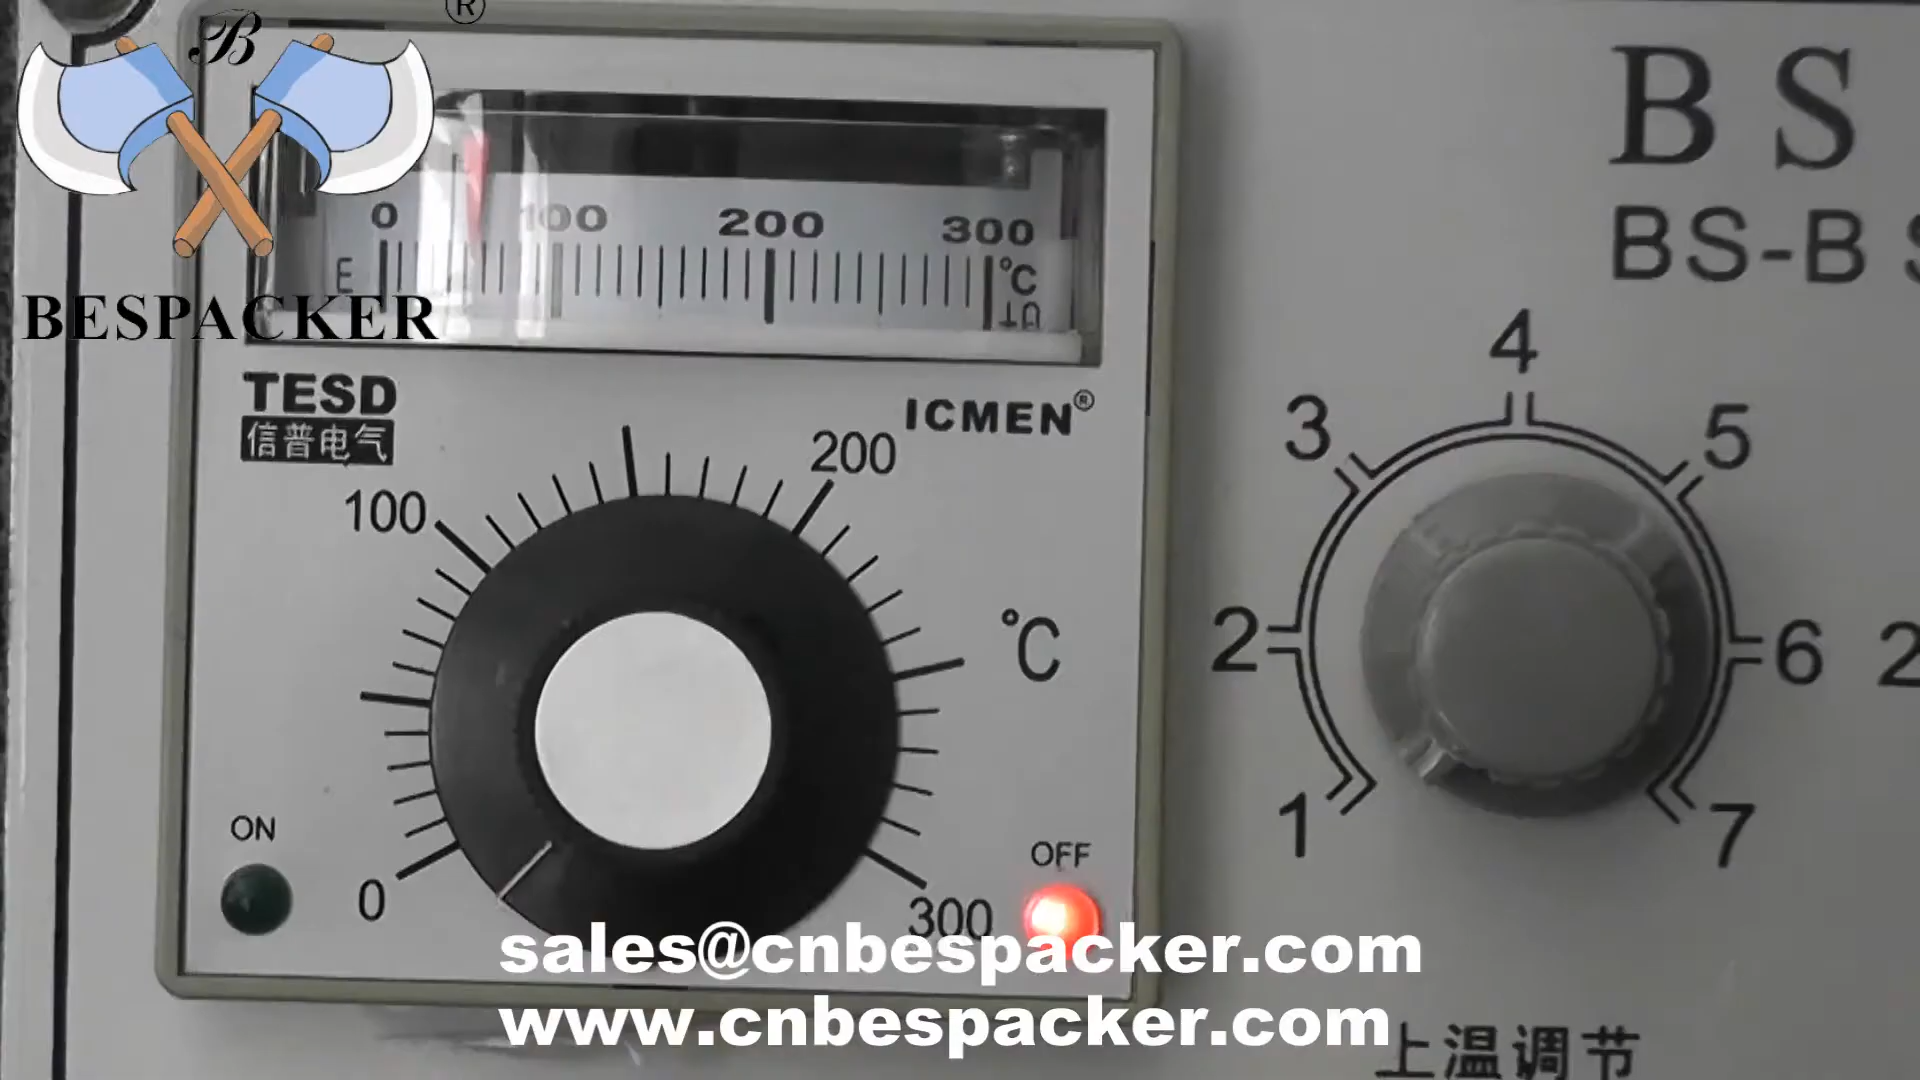 B
®
BESPACKER
0 100 200 300
E
°C
TESD
信普电气
ICMEN®
100
200
°C
ON
0
OFF
300
BS
BS-B
4
3
5
2
6
2
1
7
上温调节
sales@cnbespacker.com
www.cnbespacker.com